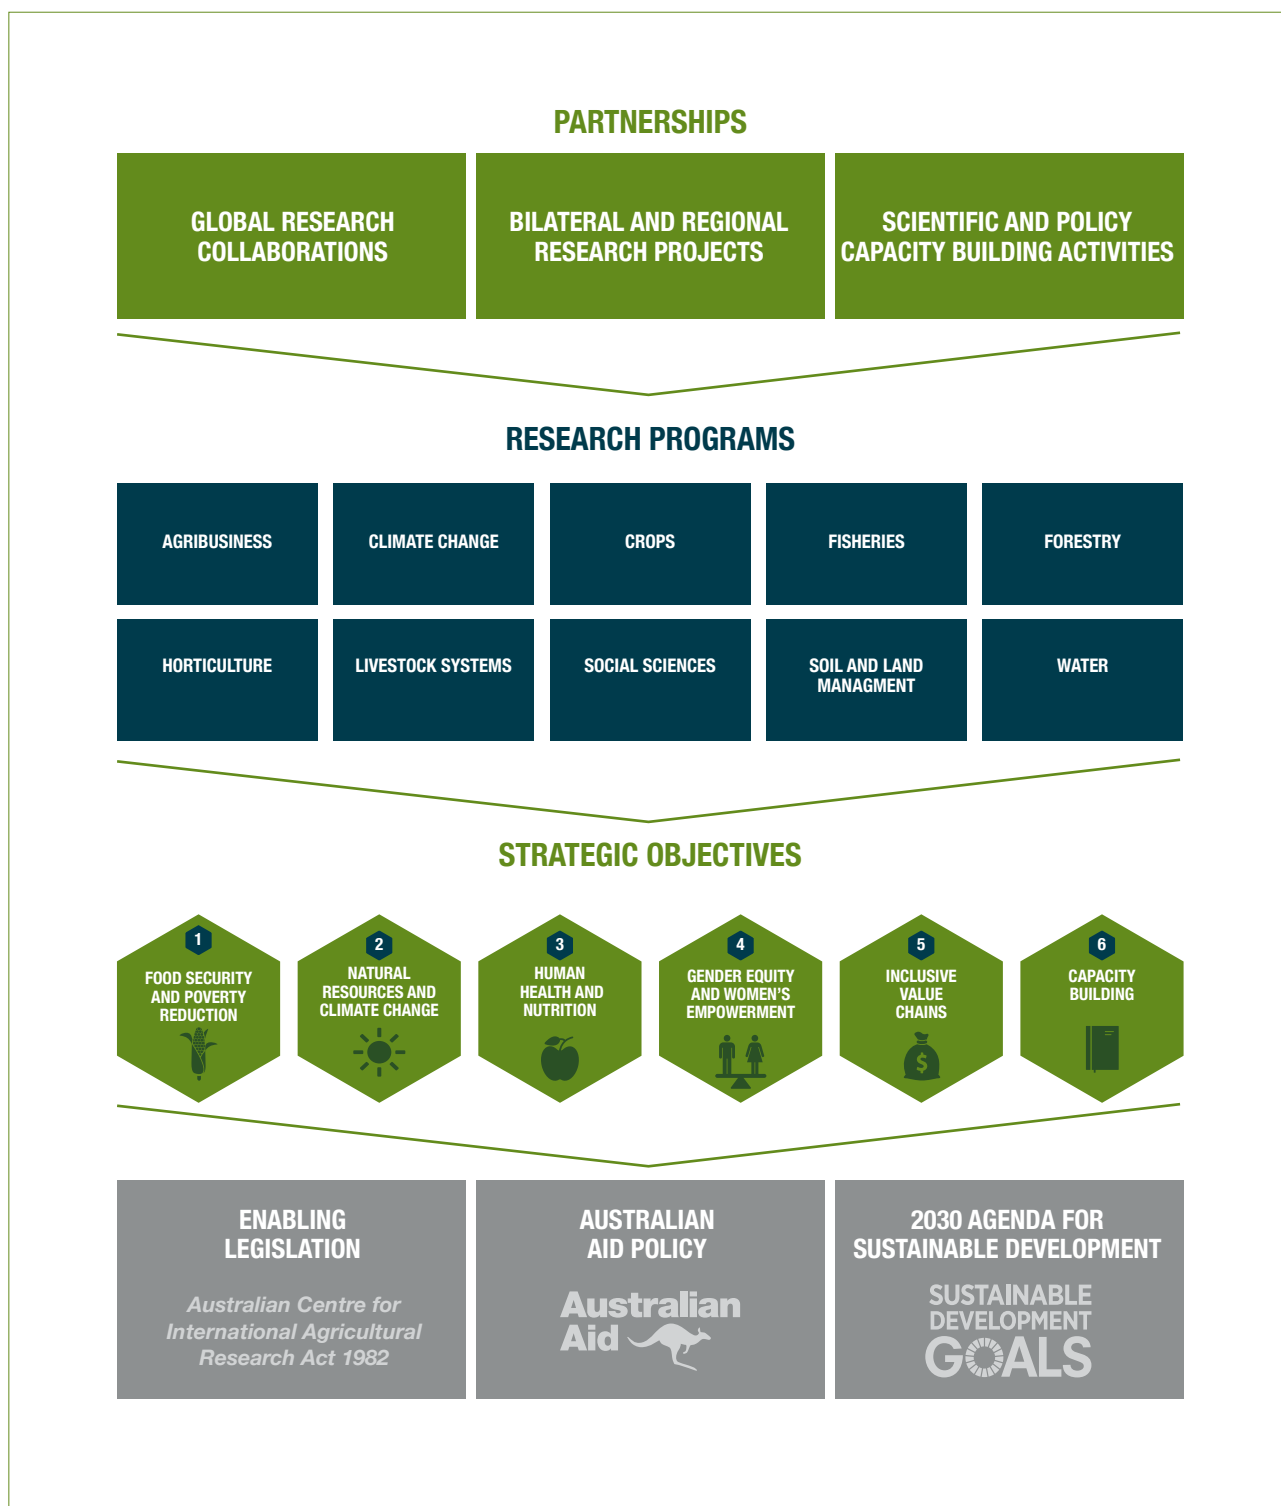 PARTNERSHIPS
GLOBAL RESEARCH
COLLABORATIONS
BILATERAL AND REGIONAL
RESEARCH PROJECTS
SCIENTIFIC AND POLICY
CAPACITY BUILDING ACTIVITIES
RESEARCH PROGRAMS
AGRIBUSINESS
CLIMATE CHANGE
CROPS
FISHERIES
FORESTRY
HORTICULTURE
LIVESTOCK SYSTEMS
SOCIAL SCIENCES
SOIL AND LAND
MANAGMENT
WATER
STRATEGIC OBJECTIVES
1
FOOD SECURITY
AND POVERTY
REDUCTION
2
NATURAL
RESOURCES AND
CLIMATE CHANGE
3
HUMAN
HEALTH AND
NUTRITION
4
GENDER EQUITY
AND WOMEN'S
EMPOWERMENT
5
INCLUSIVE
VALUE
CHAINS
$
6
CAPACITY
BUILDING
ENABLING
LEGISLATION
Australian Centre for
International Agricultural
Research Act 1982
AUSTRALIAN
AID POLICY
Australian
Aid
2030 AGENDA FOR
SUSTAINABLE DEVELOPMENT
SUSTAINABLE
DEVELOPMENT
GOALS